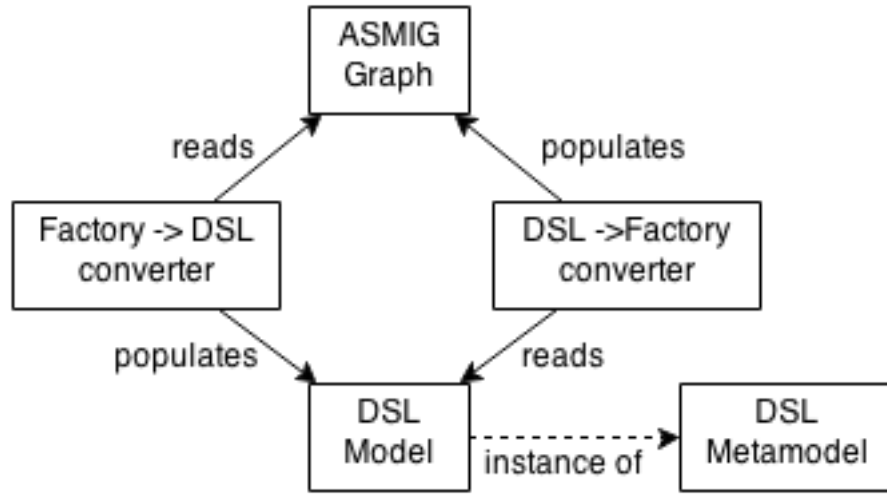 ASMIG
Graph
reads
populates
Factory -> DSL
converter
DSL ->Factory
converter
populates
reads
DSL
Model
instance of
DSL
Metamodel